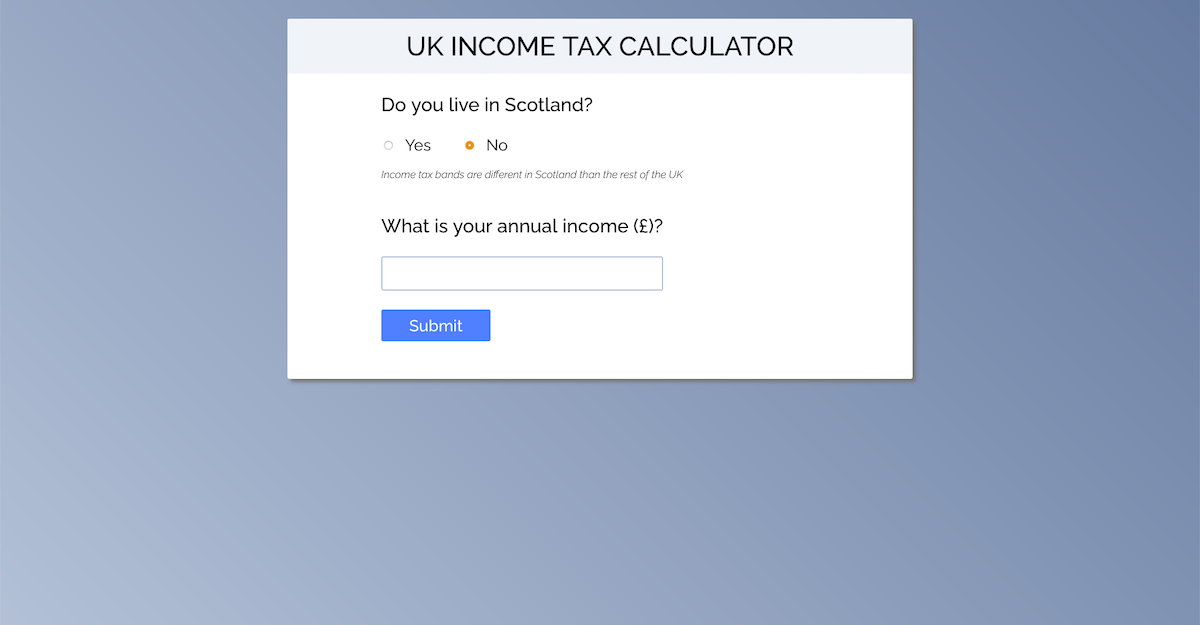 UK INCOME TAX CALCULATOR
Do you live in Scotland?
Yes No
Income tax bands are different in Scotland than the rest of the UK
What is your annual income (£)?
Submit